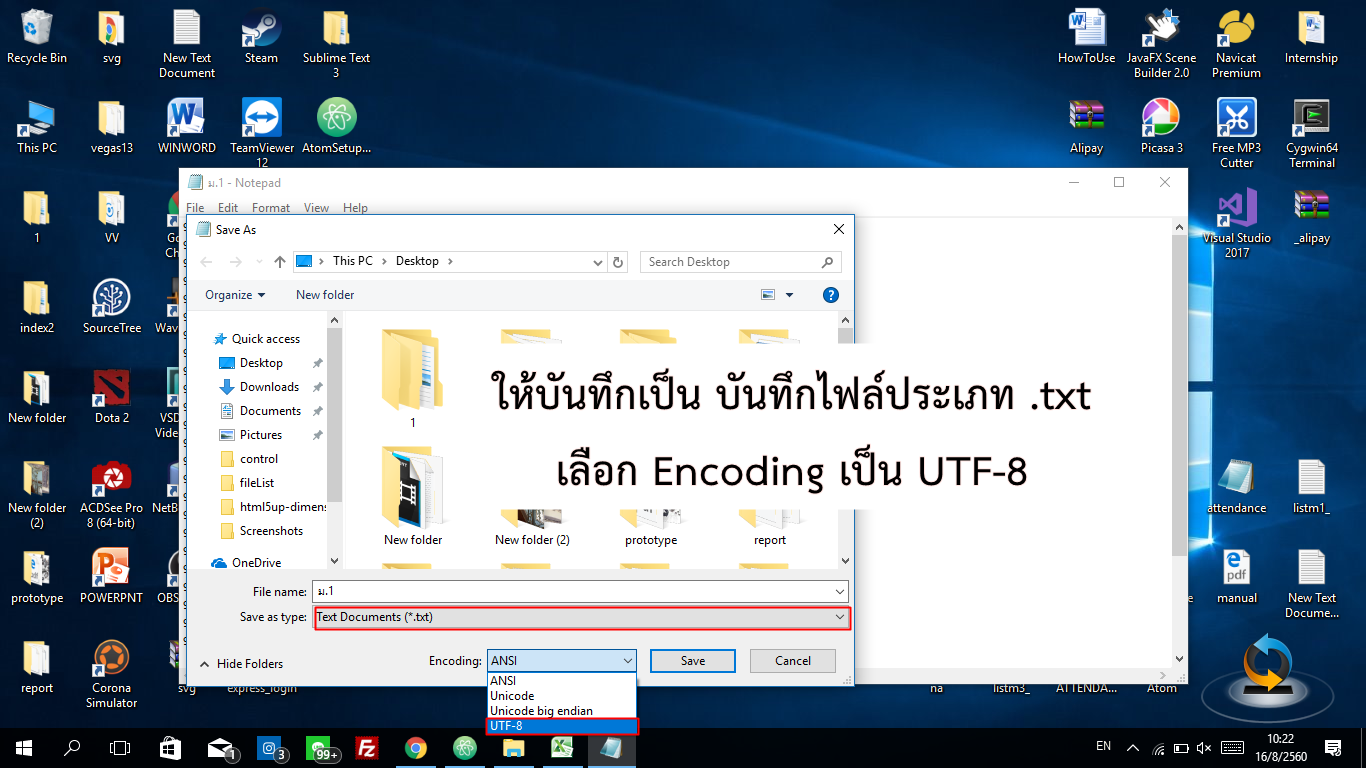 Recycle Bin
svg
New Text Document
Steam
Sublime Text 3
HowToUse
JavaFX Scene Builder 2.0
Navicat Premium
Internship
This PC
vegas13
WINWORD
TeamViewer 12
AtomSetup...
Alipay
Picasa 3
Free MP3 Cutter
Cygwin64 Terminal
ม.1 - Notepad
File Edit Format View Help
1
VV
Visual Studio 2017
_alipay
Save As
This PC > Desktop >
Search Desktop
Organize
New folder
index2
SourceTree
Quick access
Desktop
Downloads
Documents
Pictures
control
fileList
html5up-dimen
Screenshots
OneDrive
1
New folder
New folder (2)
prototype
report
ให้บันทึกเป็น บันทึกไฟล์ประเภท .txt
เลือก Encoding เป็น UTF-8
New folder
Dota 2
New folder (2)
ACDSee Pro 8 (64-bit)
attendance
listm1_
prototype
POWERPNT
manual
New Text Docume...
File name: ม.1
Save as type: Text Documents (*.txt)
Hide Folders
Encoding: ANSI
Save
Cancel
ANSI
Unicode
Unicode big endian
UTF-8
report
Corona Simulator
svg
express_login
na
listm3_
ATTENDA...
Atom
1
3
99+
EN
10:22
16/8/2560